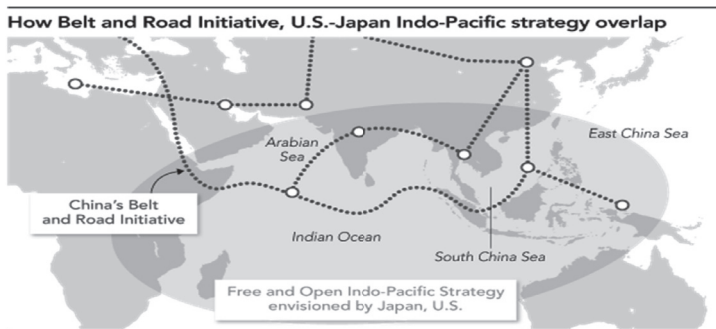 How Belt and Road Initiative, U.S.-Japan Indo-Pacific strategy overlap
East China Sea
Arabian
Sea
China's Belt
and Road Initiative
Indian Ocean
South China Sea
Free and Open Indo-Pacific Strategy
envisioned by Japan, U.S.